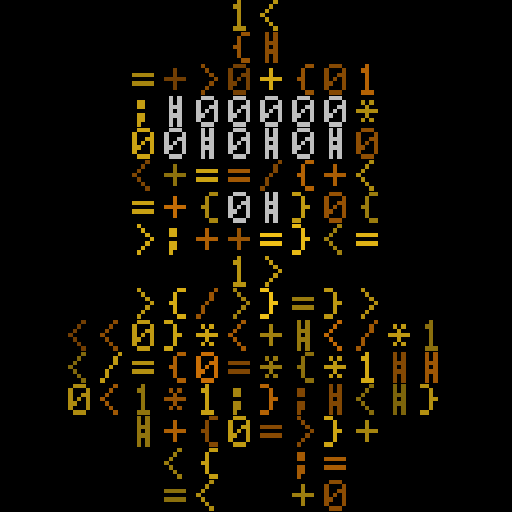 1<
{H
=+>0+{01
;H00000*
00H0H0H0
<+==/{+<
=+{0H}0{
>;++=}<=
1>
>{/>}=}>
<<0}*<+H</*1
</={0=*{*1HH
0<1*1;};H<H}
H+{0=>}+
<{ ;=
=< +0